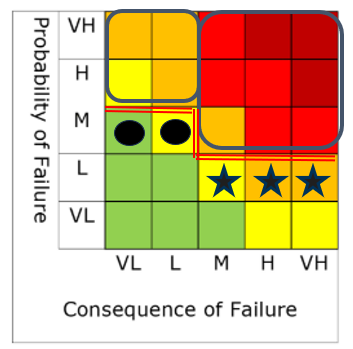 Probability of Failure
VH
H
M
L
VL
VL L M H VH
Consequence of Failure